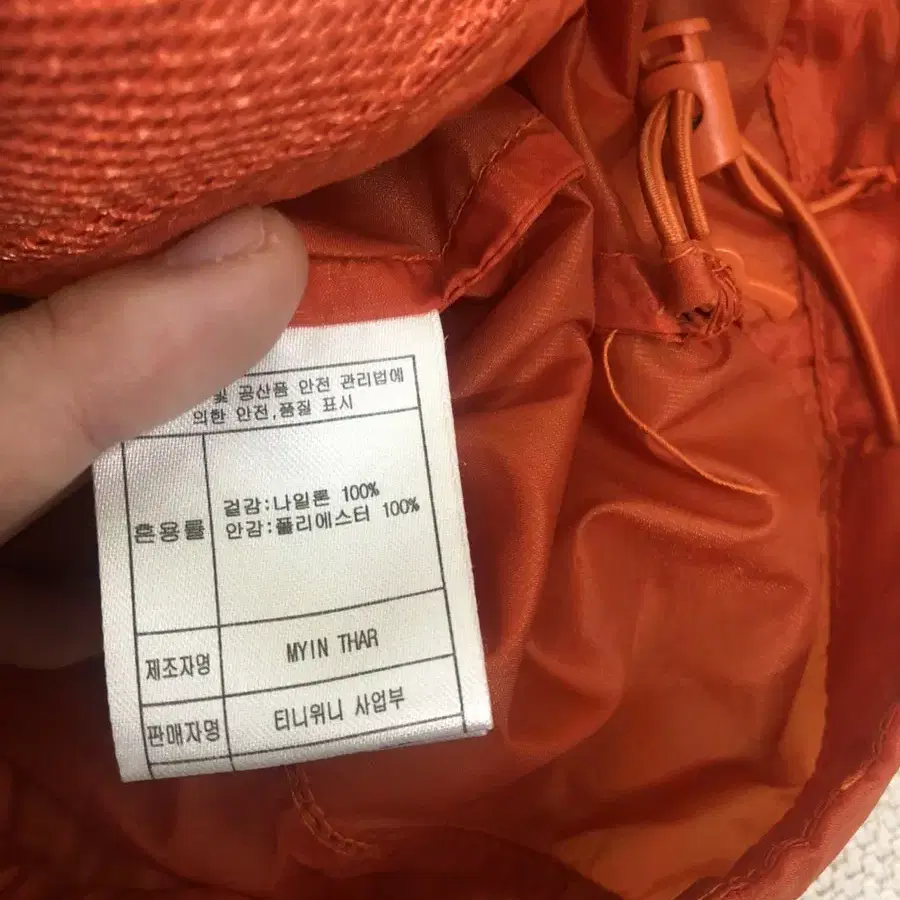 및 공산품 안전 관리법에
의한 안전,품질 표시
혼용률
겉감:나일론 100%
안감:폴리에스터 100%
제조자명
MYIN THAR
판매자명
티니위니 사업부